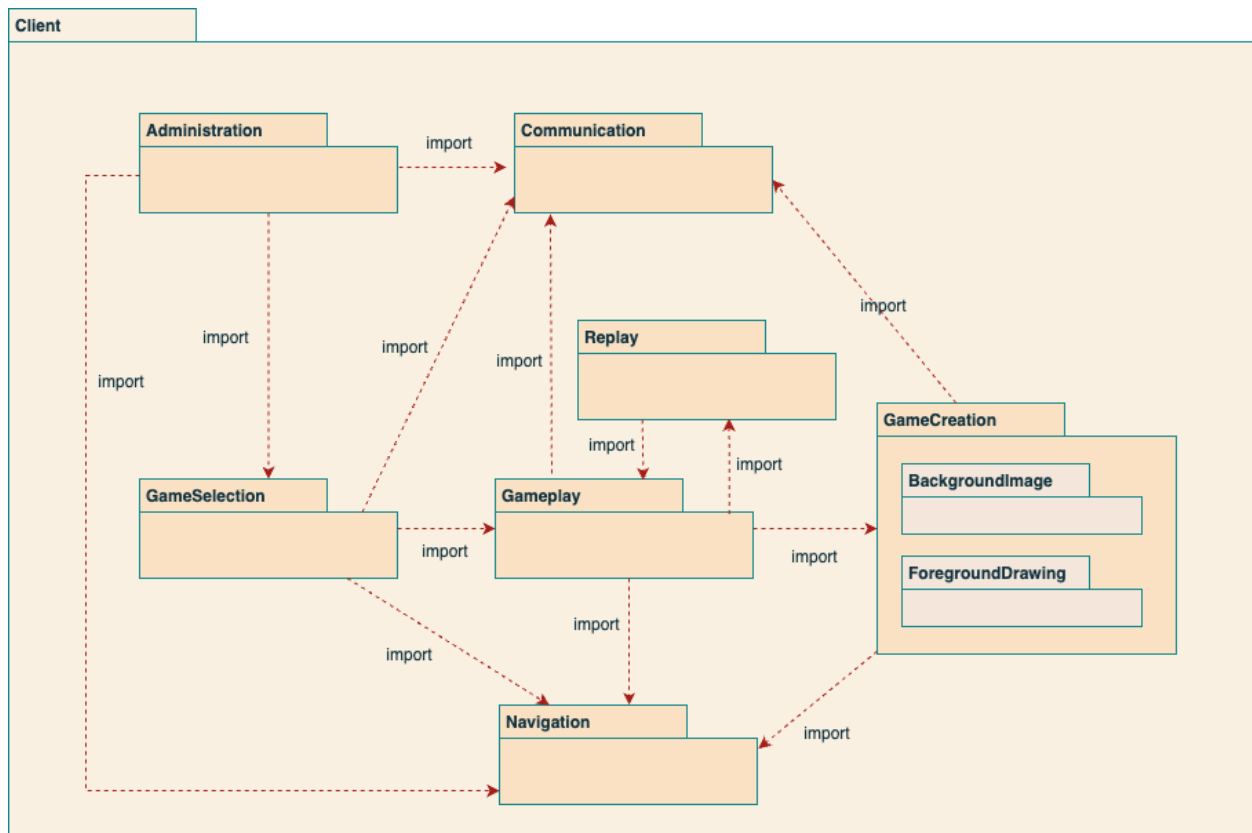 Client
Administration
Communication
import
import
import
import
import
import
Replay
import
import
GameCreation
BackgroundImage
ForegroundDrawing
GameSelection
Gameplay
import
import
import
import
Navigation
import